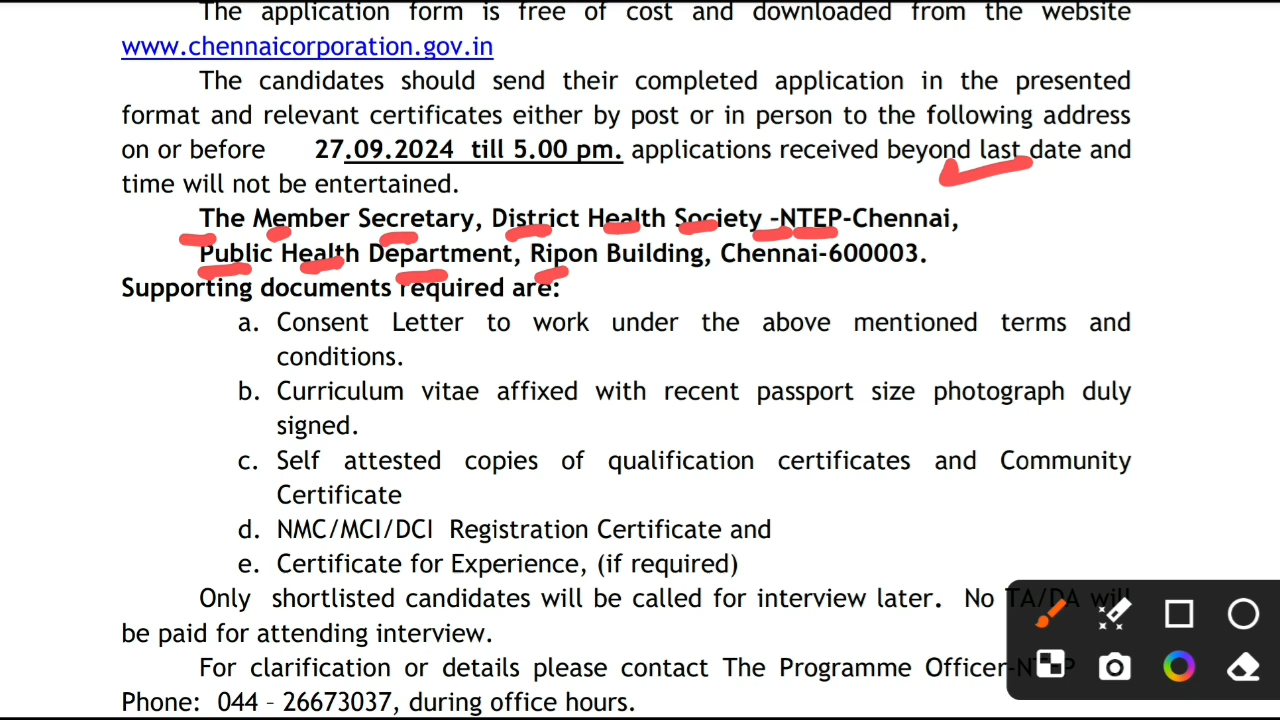 The application form is free of cost and downloaded from the website
www.chennaicorporation.gov.in
The candidates should send their completed application in the presented
format and relevant certificates either by post or in person to the following address
on or before 27.09.2024 till 5.00 pm. applications received beyond last date and
time will not be entertained.
The Member Secretary, District Health Society -NTEP-Chennai,
Public Health Department, Ripon Building, Chennai-600003.
Supporting documents required are:
a. Consent Letter to work under the above mentioned terms and
conditions.
b. Curriculum vitae affixed with recent passport size photograph duly
signed.
c. Self attested copies of qualification certificates and Community
Certificate
d. NMC/MCI/DCI Registration Certificate and
e. Certificate for Experience, (if required)
Only shortlisted candidates will be called for interview later. No TA/DA will
be paid for attending interview.
For clarification or details please contact The Programme Officer-NTEP
Phone: 044 - 26673037, during office hours.